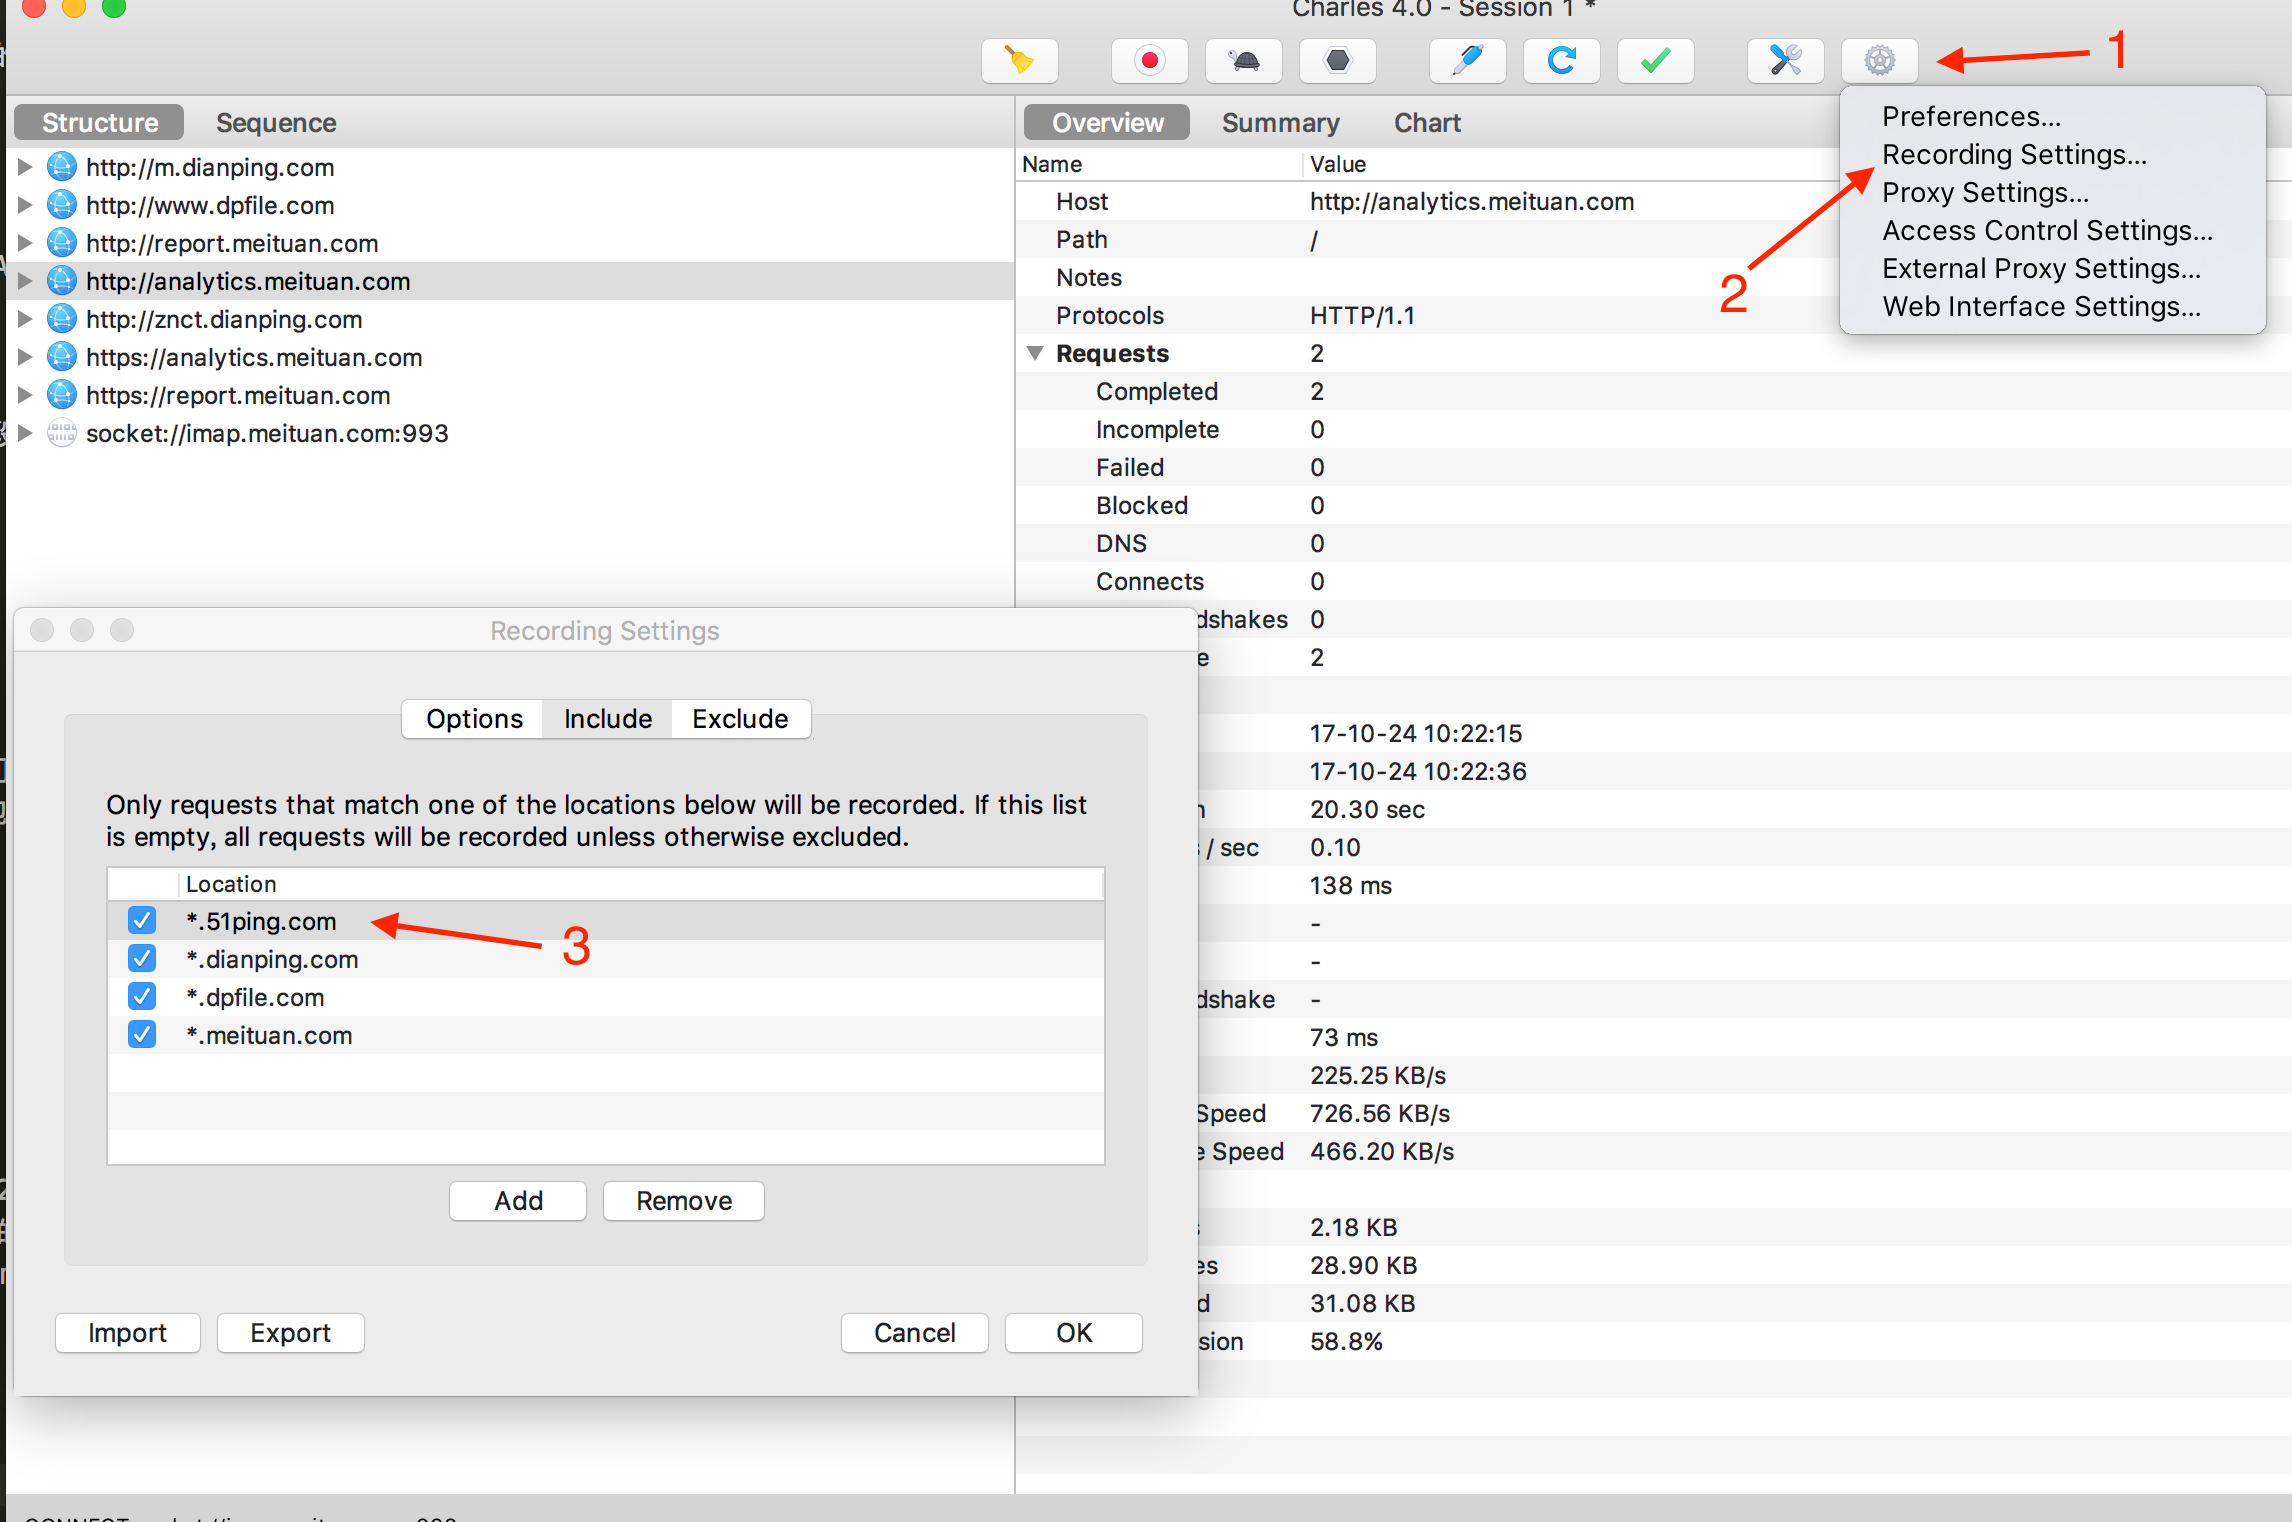 Charles 4.0 - Session 1 *
1
Structure
Sequence
http://m.dianping.com
http://www.dpfile.com
http://report.meituan.com
http://analytics.meituan.com
http://znct.dianping.com
https://analytics.meituan.com
https://report.meituan.com
socket://imap.meituan.com:993
Overview
Summary
Chart
Name Value
Host http://analytics.meituan.com
Path /
Notes
Protocols HTTP/1.1
Requests 2
Completed 2
Incomplete 0
Failed 0
Blocked 0
DNS 0
Connects 0
dshakes 0
e 2
17-10-24 10:22:15
17-10-24 10:22:36
20.30 sec
/ sec 0.10
138 ms
-
-
dshake -
73 ms
225.25 KB/s
Speed 726.56 KB/s
e Speed 466.20 KB/s
2.18 KB
es 28.90 KB
d 31.08 KB
sion 58.8%
Preferences...
Recording Settings...
Proxy Settings...
Access Control Settings...
External Proxy Settings...
Web Interface Settings...
2
Recording Settings
Options
Include
Exclude
Only requests that match one of the locations below will be recorded. If this list
is empty, all requests will be recorded unless otherwise excluded.
Location
*.51ping.com
3
*.dianping.com
*.dpfile.com
*.meituan.com
Add
Remove
Import
Export
Cancel
OK